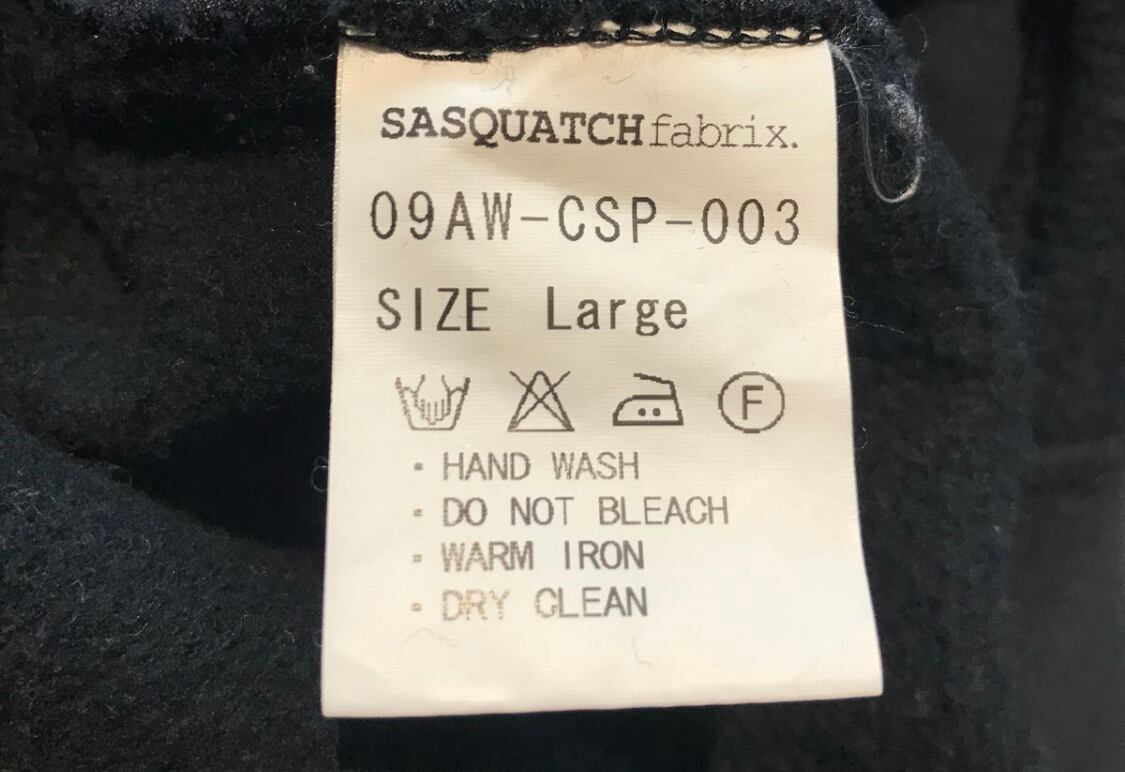 SASQUATCHfabrix.
09AW-CSP-003
SIZE Large
F
・HAND WASH
・DO NOT BLEACH
・WARM IRON
・DRY CLEAN